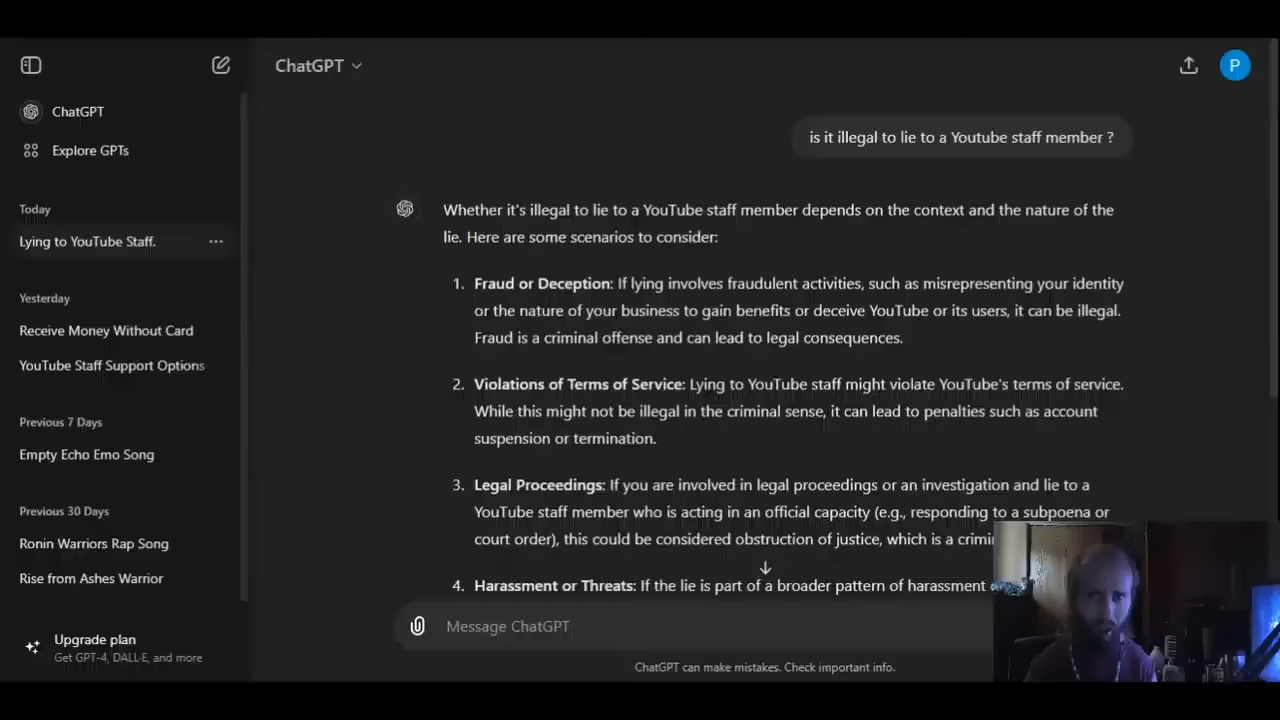 ChatGPT
P
ChatGPT
Explore GPTs
Today
Lying to YouTube Staff.
Yesterday
Receive Money Without Card
YouTube Staff Support Options
Previous 7 Days
Empty Echo Emo Song
Previous 30 Days
Ronin Warriors Rap Song
Rise from Ashes Warrior
Upgrade plan
Get GPT-4, DALL·E, and more
is it illegal to lie to a Youtube staff member ?
Whether it's illegal to lie to a YouTube staff member depends on the context and the nature of the
lie. Here are some scenarios to consider:
1. Fraud or Deception: If lying involves fraudulent activities, such as misrepresenting your identity
or the nature of your business to gain benefits or deceive YouTube or its users, it can be illegal.
Fraud is a criminal offense and can lead to legal consequences.
2. Violations of Terms of Service: Lying to YouTube staff might violate YouTube's terms of service.
While this might not be illegal in the criminal sense, it can lead to penalties such as account
suspension or termination.
3. Legal Proceedings: If you are involved in legal proceedings or an investigation and lie to a
YouTube staff member who is acting in an official capacity (e.g., responding to a subpoena or
court order), this could be considered obstruction of justice, which is a
4. Harassment or Threats: If the lie is part of a broader pattern of harassment
Message ChatGPT
ChatGPT can make mistakes. Check important info.